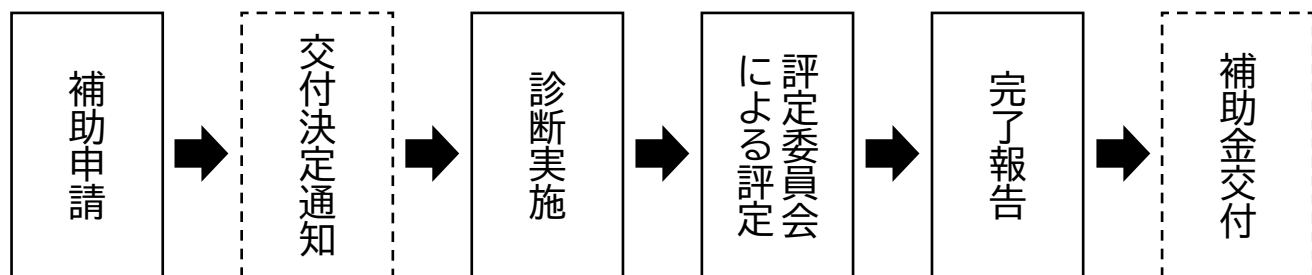 補助申請
交付決定通知
診断実施
評定委員会
による評定
完了報告
補助金交付